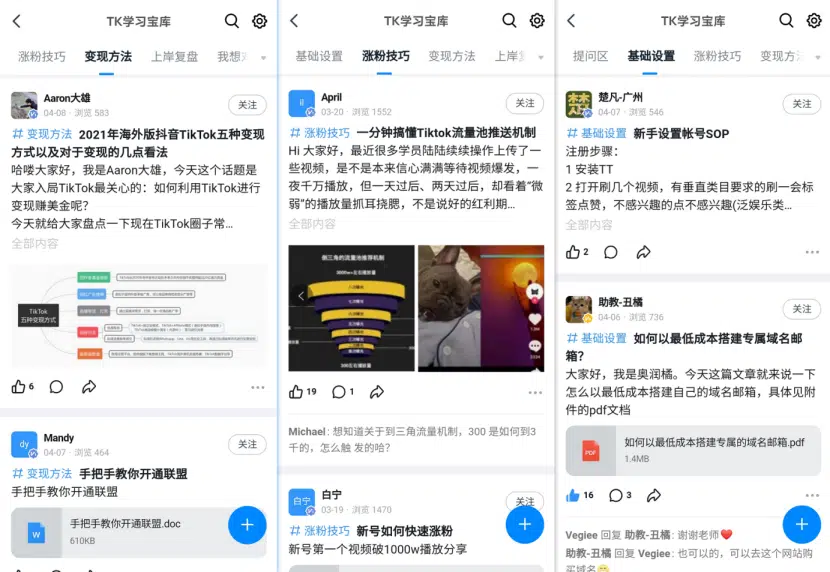 TK学习宝库
涨粉技巧 变现方法 上岸复盘 我想
Aaron大雄
04-08 · 浏览 583
关注
# 变现方法 2021年海外版抖音TikTok五种变现
方式以及对于变现的几点看法
哈喽大家好，我是Aaron大雄，今天这个话题是
大家入局TikTok最关心的：如何利用TikTok进行
变现赚美金呢?
今天就给大家盘点一下现在TikTok圈子常…
全部内容
TikTok
五种变现方式
6
dy
Mandy
04-07 · 浏览 464
关注
# 变现方法 手把手教你开通联盟
手把手教你开通联盟
W
手把手教你开通联盟.doc
610KB
TK学习宝库
基础设置 涨粉技巧 变现方法 上岸
April
03-20 · 浏览 1552
关注
# 涨粉技巧 一分钟搞懂Tiktok流量池推送机制
Hi 大家好，最近很多学员陆陆续续操作上传了一
些视频，是不是本来信心满满等待视频爆发，一
夜千万播放，但一天过后、两天过后，却看着“微
弱”的播放量抓耳挠腮，不是说好的红利期…
全部内容
倒三角的流量池推荐机制
3000w左右播放量
300左右播放量
19
1
Michael : 想知道关于到三角流量机制，300 是如何到3
千的，怎么触 发的哈?
白宁
白宁
03-19 · 浏览 1470
关注
# 涨粉技巧 新号如何快速涨粉
新号第一个视频破1000w播放分享
TK学习宝库
提问区 基础设置 涨粉技巧 变现方
楚凡-广州
04-07 · 浏览 546
关注
# 基础设置 新手设置帐号SOP
注册步骤：
1 安装TT
2 打开刷几个视频，有垂直类目要求的刷一会标
签点赞，不感兴趣的点不感兴趣(泛娱乐类…
全部内容
2
助教-丑橘
04-06 · 浏览 736
关注
# 基础设置 如何以最低成本搭建专属域名邮
箱?
大家好，我是奥润橘。今天这篇文章就来说一下
怎么以最低成本搭建自己的域名邮箱，具体见附
件的pdf文档
PDF
如何以最低成本搭建专属的域名邮箱.pdf
1.4MB
16
3
Vegiee 回复 助教-丑橘 : 谢谢老师❤️
助教-丑橘 回复 Vegiee : 也可以的，可以去这个网站购
买域名